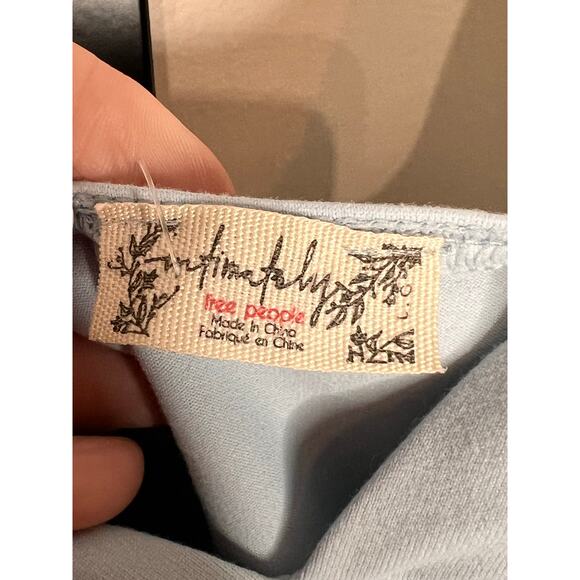 intimately
free people
Made in China
Fabriqué en Chine